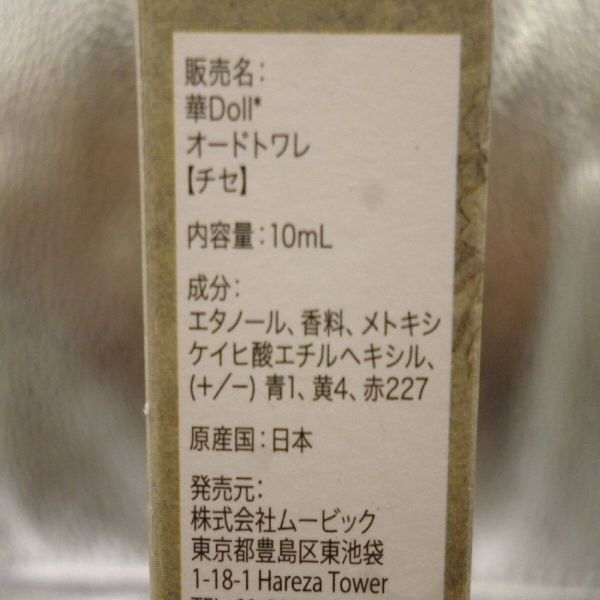 販売名：
華Doll*
オードトワレ
【チセ】
内容量：10mL
成分：
エタノール、香料、メトキシ
ケイヒ酸エチルヘキシル、
(+/−) 青1、黄4、赤227
原産国：日本
発売元：
株式会社ムービック
東京都豊島区東池袋
1-18-1 Hareza Tower